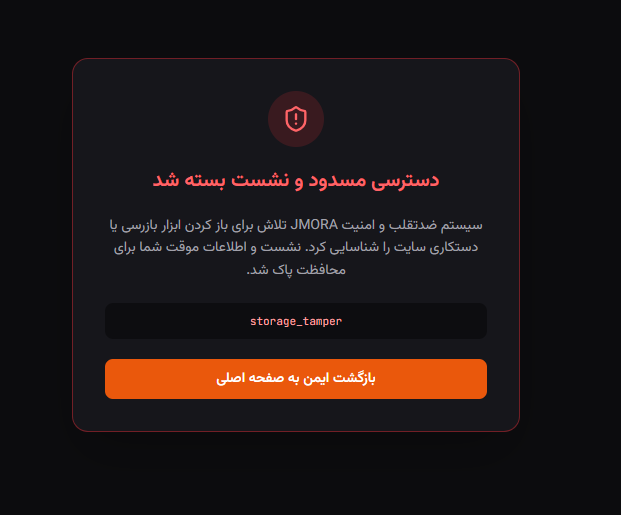 دسترسی مسدود و نشست بسته شد
سیستم ضدتقلب و امنیت JMORA تلاش برای باز کردن ابزار بازرسی یا
دستکاری سایت را شناسایی کرد. نشست و اطلاعات موقت شما برای
محافظت پاک شد.
storage_tamper
بازگشت ایمن به صفحه اصلی